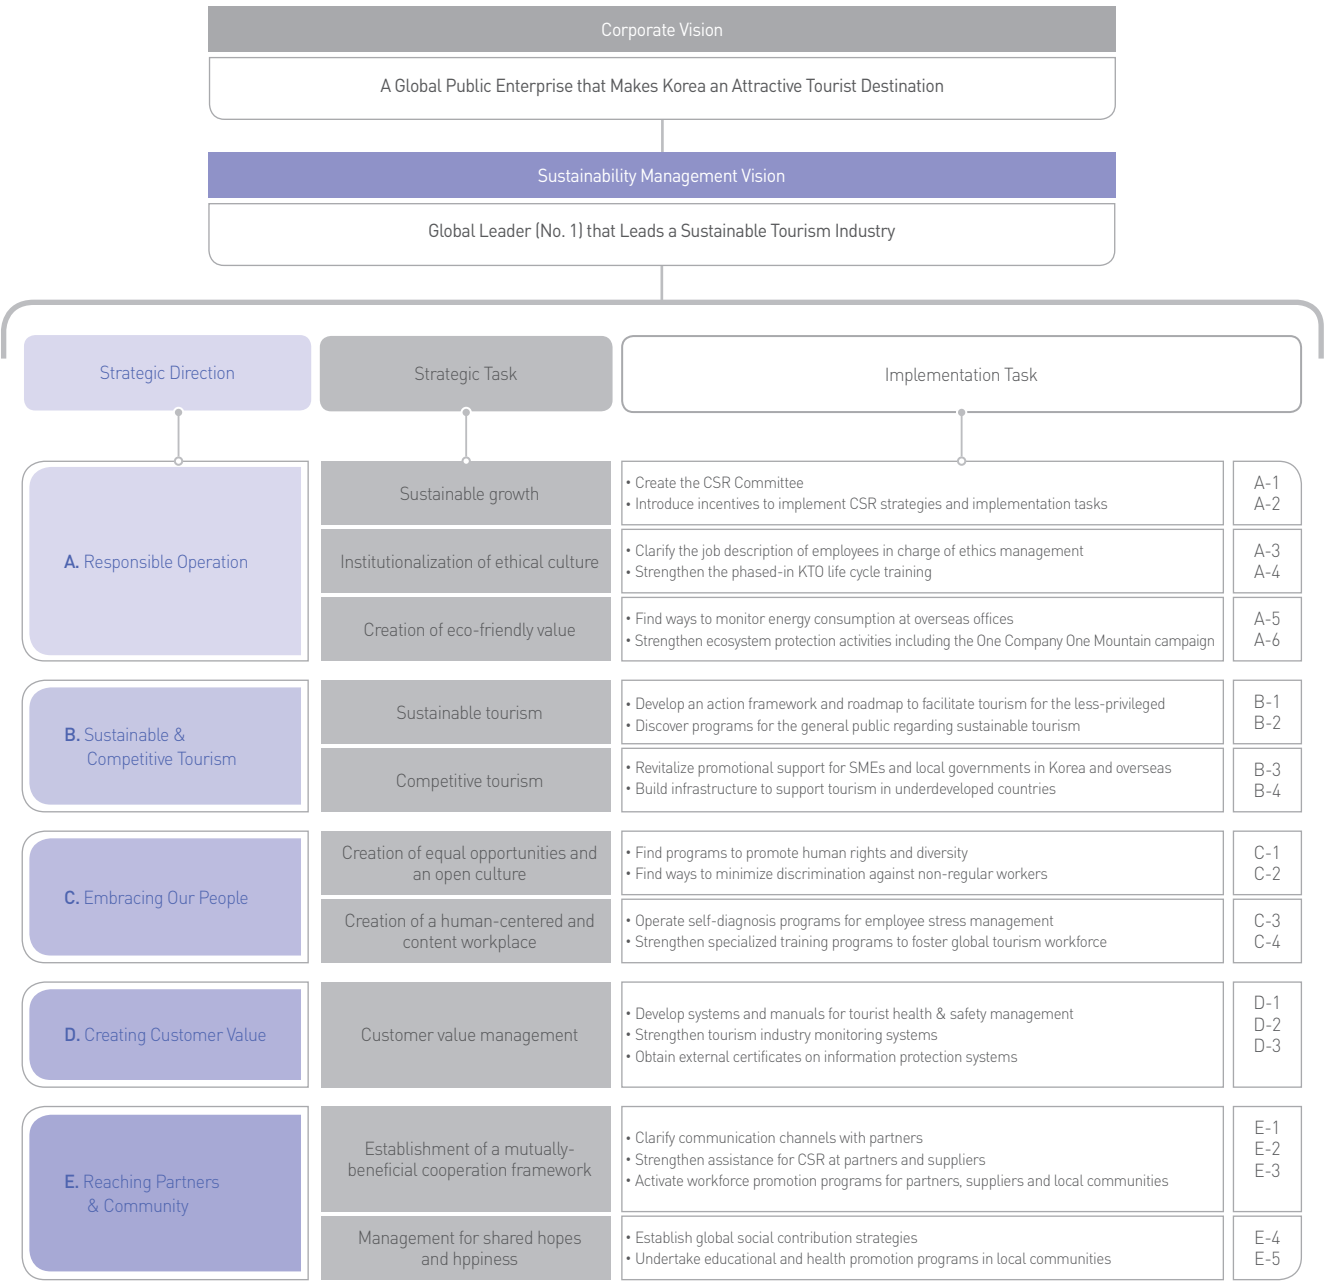 Corporate Vision
A Global Public Enterprise that Makes Korea an Attractive Tourist Destination
Sustainability Management Vision
Global Leader (No. 1) that Leads a Sustainable Tourism Industry
Strategic Direction
Strategic Task
Implementation Task
A. Responsible Operation
Sustainable growth
• Create the CSR Committee
• Introduce incentives to implement CSR strategies and implementation tasks
A-1
A-2
Institutionalization of ethical culture
• Clarify the job description of employees in charge of ethics management
• Strengthen the phased-in KTO life cycle training
A-3
A-4
Creation of eco-friendly value
• Find ways to monitor energy consumption at overseas offices
• Strengthen ecosystem protection activities including the One Company One Mountain campaign
A-5
A-6
B. Sustainable &
Competitive Tourism
Sustainable tourism
• Develop an action framework and roadmap to facilitate tourism for the less-privileged
• Discover programs for the general public regarding sustainable tourism
B-1
B-2
Competitive tourism
• Revitalize promotional support for SMEs and local governments in Korea and overseas
• Build infrastructure to support tourism in underdeveloped countries
B-3
B-4
C. Embracing Our People
Creation of equal opportunities and
an open culture
• Find programs to promote human rights and diversity
• Find ways to minimize discrimination against non-regular workers
C-1
C-2
Creation of a human-centered and
content workplace
• Operate self-diagnosis programs for employee stress management
• Strengthen specialized training programs to foster global tourism workforce
C-3
C-4
D. Creating Customer Value
Customer value management
• Develop systems and manuals for tourist health & safety management
• Strengthen tourism industry monitoring systems
• Obtain external certificates on information protection systems
D-1
D-2
D-3
E. Reaching Partners
& Community
Establishment of a mutually-
beneficial cooperation framework
• Clarify communication channels with partners
• Strengthen assistance for CSR at partners and suppliers
• Activate workforce promotion programs for partners, suppliers and local communities
E-1
E-2
E-3
Management for shared hopes
and hppiness
• Establish global social contribution strategies
• Undertake educational and health promotion programs in local communities
E-4
E-5